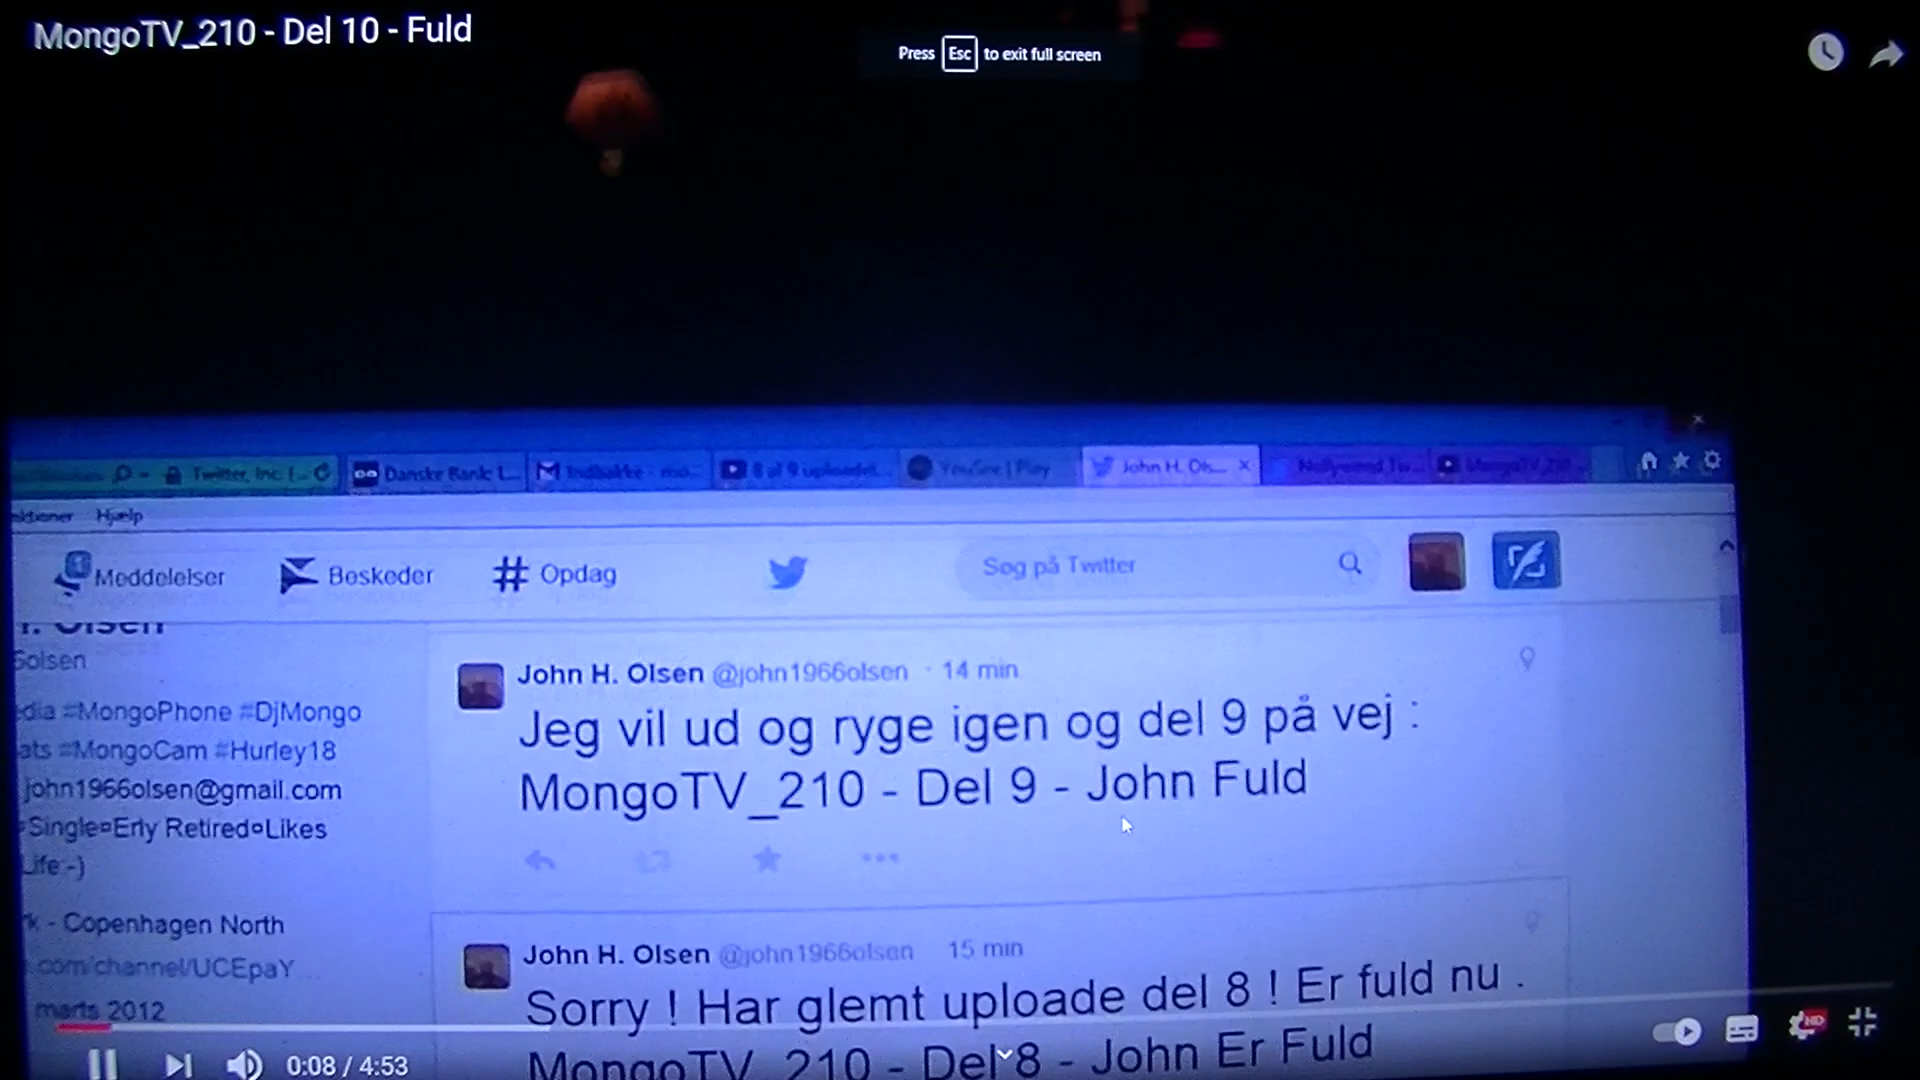 MongoTV_210 - Del 10 - Fuld
Press Esc to exit full screen
Twitter, Inc. [...
Danske Bank: L...
Indbakke - mo...
8 af 9 uploadet...
YouSee | Play
John H. Ols...
MongoTV_210 -
Hjælp
1
Meddelelser
Beskeder
# Opdag
Søg på Twitter
H. Olsen
6olsen
dia #MongoPhone #DjMongo
ats #MongoCam #Hurley18
john1966olsen@gmail.com
¤Single¤Erly Retired¤Likes
Life:-)
k - Copenhagen North
.com/channel/UCEpaY...
marts 2012
John H. Olsen @john1966olsen · 14 min
Jeg vil ud og ryge igen og del 9 på vej :
MongoTV_210 - Del 9 - John Fuld
John H. Olsen @john1966olsen 15 min
Sorry ! Har glemt uploade del 8 ! Er fuld nu .
MongoTV_210 - Del 8 - John Er Fuld
0:08 / 4:53
HD